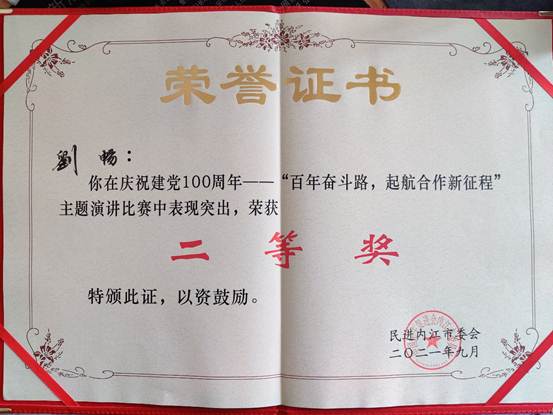 荣誉证书
劉 畅：
你在庆祝建党100周年——“百年奋斗路，起航合作新征程”
主题演讲比赛中表现突出，荣获
二等奖
特颁此证，以资鼓励。
民进内江市委会
二〇二一年九月